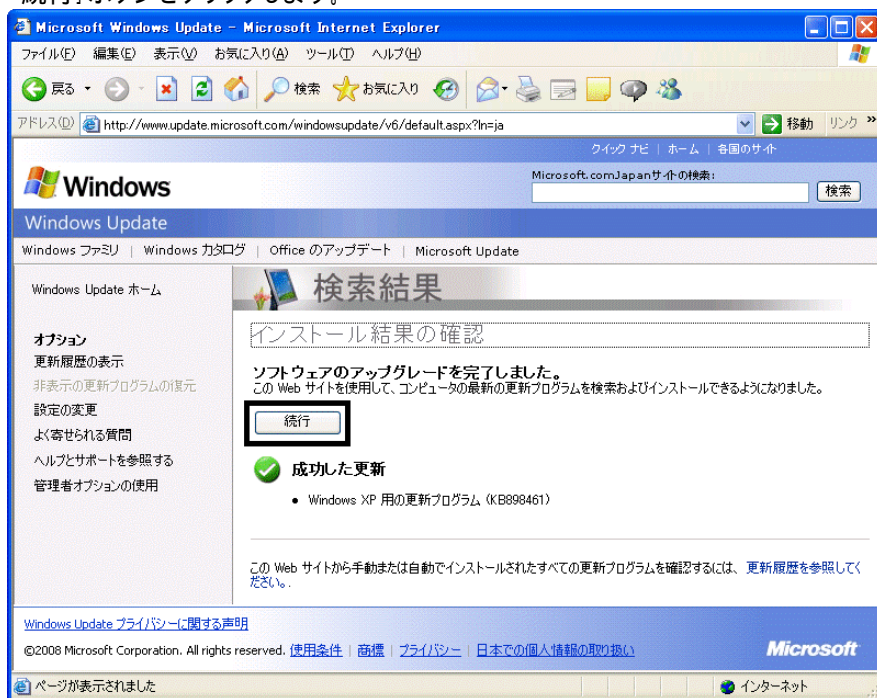 続行]ボタンをクリックします。
Microsoft Windows Update - Microsoft Internet Explorer
ファイル(F) 編集(E) 表示(V) お気に入り(A) ツール(T) ヘルプ(H)
戻る 検索 お気に入り
アドレス(D) http://www.update.microsoft.com/windowsupdate/v6/default.aspx?ln=ja 移動 リンク »
クイック ナビ | ホーム | 各国のサイト
Windows
Microsoft.comJapanサイトの検索:
検索
Windows Update
Windows ファミリ | Windows カタログ | Office のアップデート | Microsoft Update
Windows Update ホーム
オプション
更新履歴の表示
非表示の更新プログラムの復元
設定の変更
よく寄せられる質問
ヘルプとサポートを参照する
管理者オプションの使用
検索結果
インストール結果の確認
ソフトウェアのアップグレードを完了しました。
この Web サイトを使用して、コンピュータの最新の更新プログラムを検索およびインストールできるようになりました。
続行
成功した更新
• Windows XP 用の更新プログラム (KB898461)
この Web サイトから手動または自動でインストールされたすべての更新プログラムを確認するには、更新履歴を参照してく
ださい。.
Windows Update プライバシーに関する声明
©2008 Microsoft Corporation. All rights reserved. 使用条件 | 商標 | プライバシー | 日本での個人情報の取り扱い
Microsoft
ページが表示されました
インターネット